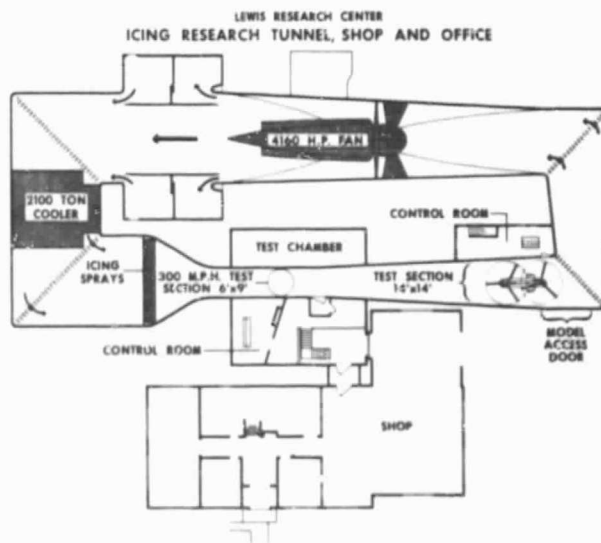 LEWIS RESEARCH CENTER
ICING RESEARCH TUNNEL, SHOP AND OFFICE
4160 H.P. FAN
2100 TON
COOLER
CONTROL ROOM
TEST CHAMBER
ICING
SPRAYS
300 M.P.H. TEST
SECTION 6'x9'
TEST SECTION
15'x14'
MODEL
ACCESS
DOOR
CONTROL ROOM
SHOP